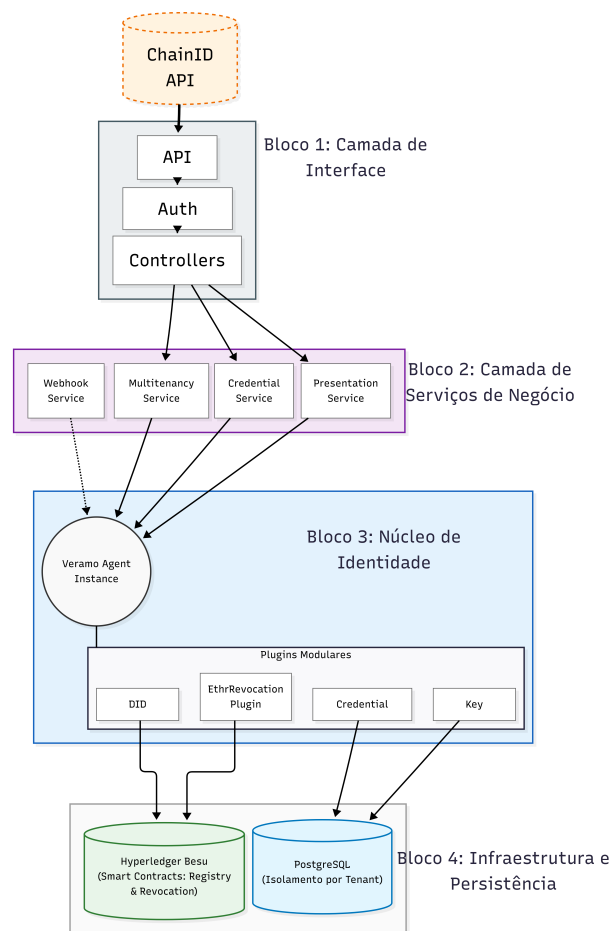 ChainID
API
Bloco 1: Camada de
Interface
API
Auth
Controllers
Bloco 2: Camada de
Serviços de Negócio
Webhook
Service
Multitenancy
Service
Credential
Service
Presentation
Service
Bloco 3: Núcleo de
Identidade
Veramo Agent
Instance
Plugins Modulares
DID
EthrRevocation
Plugin
Credential
Key
Bloco 4: Infraestrutura e
Persistência
Hyperledger Besu
(Smart Contracts: Registry
& Revocation)
PostgreSQL
(Isolamento por Tenant)